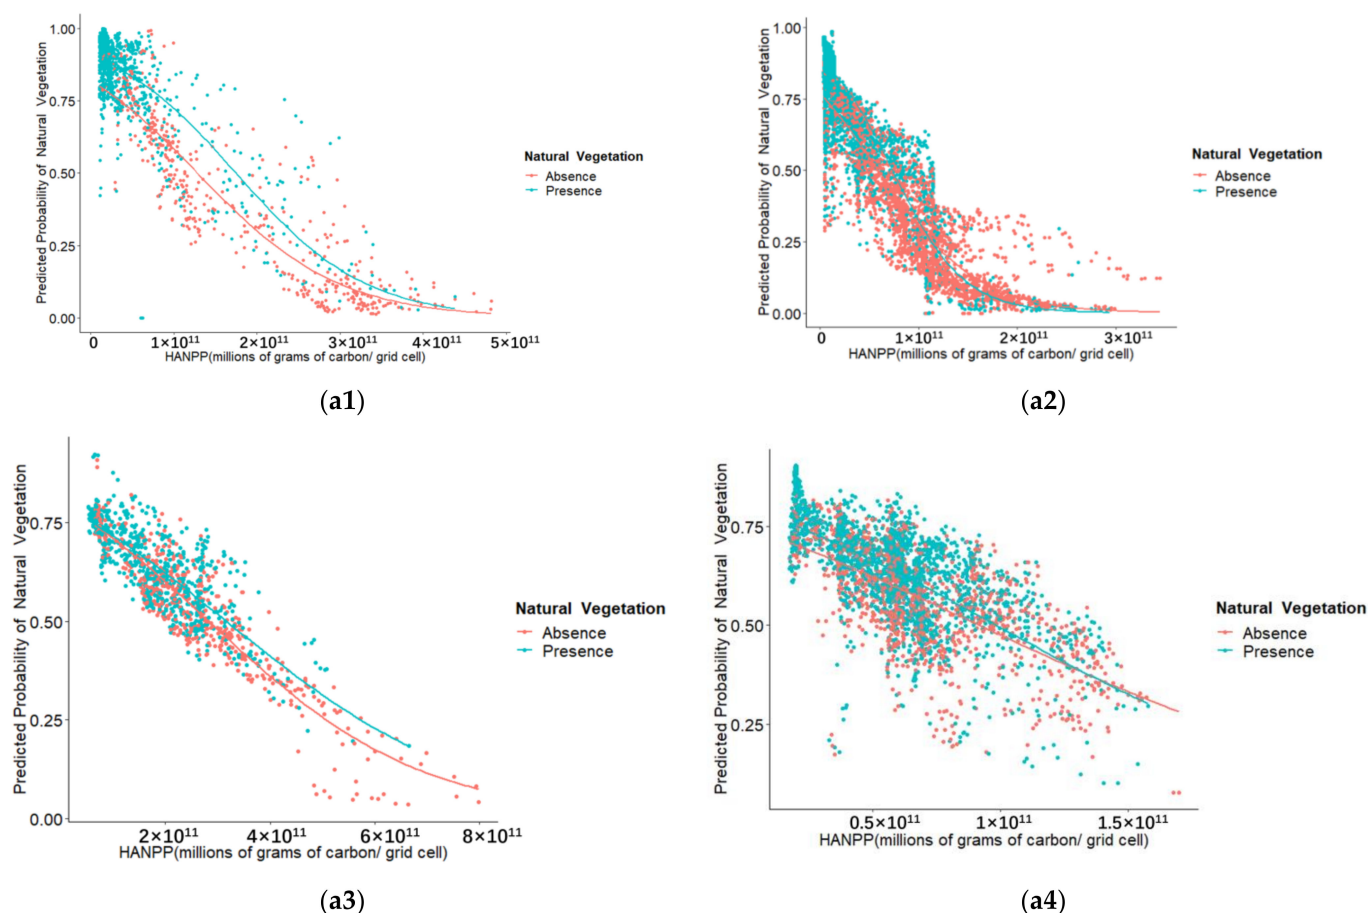 Predicted Probability of Natural Vegetation
1.00
0.75
0.50
0.25
0.00
0
1×10¹¹
2×10¹¹
3×10¹¹
4×10¹¹
5×10¹¹
HANPP(millions of grams of carbon/ grid cell)
Natural Vegetation
Absence
Presence
(a1)
Predicted Probability of Natural Vegetation
1.00
0.75
0.50
0.25
0.00
0
1×10¹¹
2×10¹¹
3×10¹¹
HANPP(millions of grams of carbon/ grid cell)
Natural Vegetation
Absence
Presence
(a2)
Predicted Probability of Natural Vegetation
0.75
0.50
0.25
0.00
2×10¹¹
4×10¹¹
6×10¹¹
8×10¹¹
HANPP(millions of grams of carbon/ grid cell)
Natural Vegetation
Absence
Presence
(a3)
Predicted Probability of Natural Vegetation
0.75
0.50
0.25
0.5×10¹¹
1×10¹¹
1.5×10¹¹
HANPP(millions of grams of carbon/ grid cell)
Natural Vegetation
Absence
Presence
(a4)